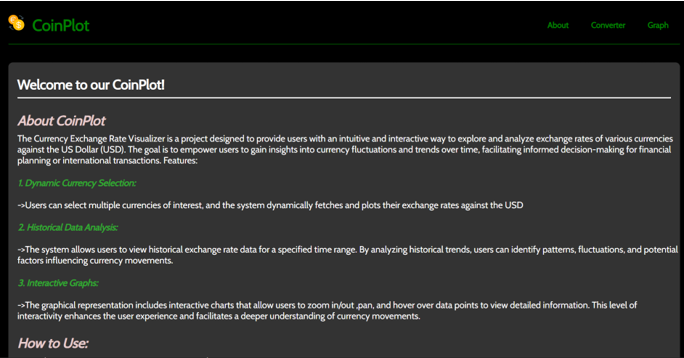 CoinPlot
About Converter Graph
Welcome to our CoinPlot!
About CoinPlot
The Currency Exchange Rate Visualizer is a project designed to provide users with an intuitive and interactive way to explore and analyze exchange rates of various currencies
against the US Dollar (USD). The goal is to empower users to gain insights into currency fluctuations and trends over time, facilitating informed decision-making for financial
planning or international transactions. Features:
1. Dynamic Currency Selection:
->Users can select multiple currencies of interest, and the system dynamically fetches and plots their exchange rates against the USD
2. Historical Data Analysis:
->The system allows users to view historical exchange rate data for a specified time range. By analyzing historical trends, users can identify patterns, fluctuations, and potential
factors influencing currency movements.
3. Interactive Graphs:
->The graphical representation includes interactive charts that allow users to zoom in/out ,pan, and hover over data points to view detailed information. This level of
interactivity enhances the user experience and facilitates a deeper understanding of currency movements.
How to Use: